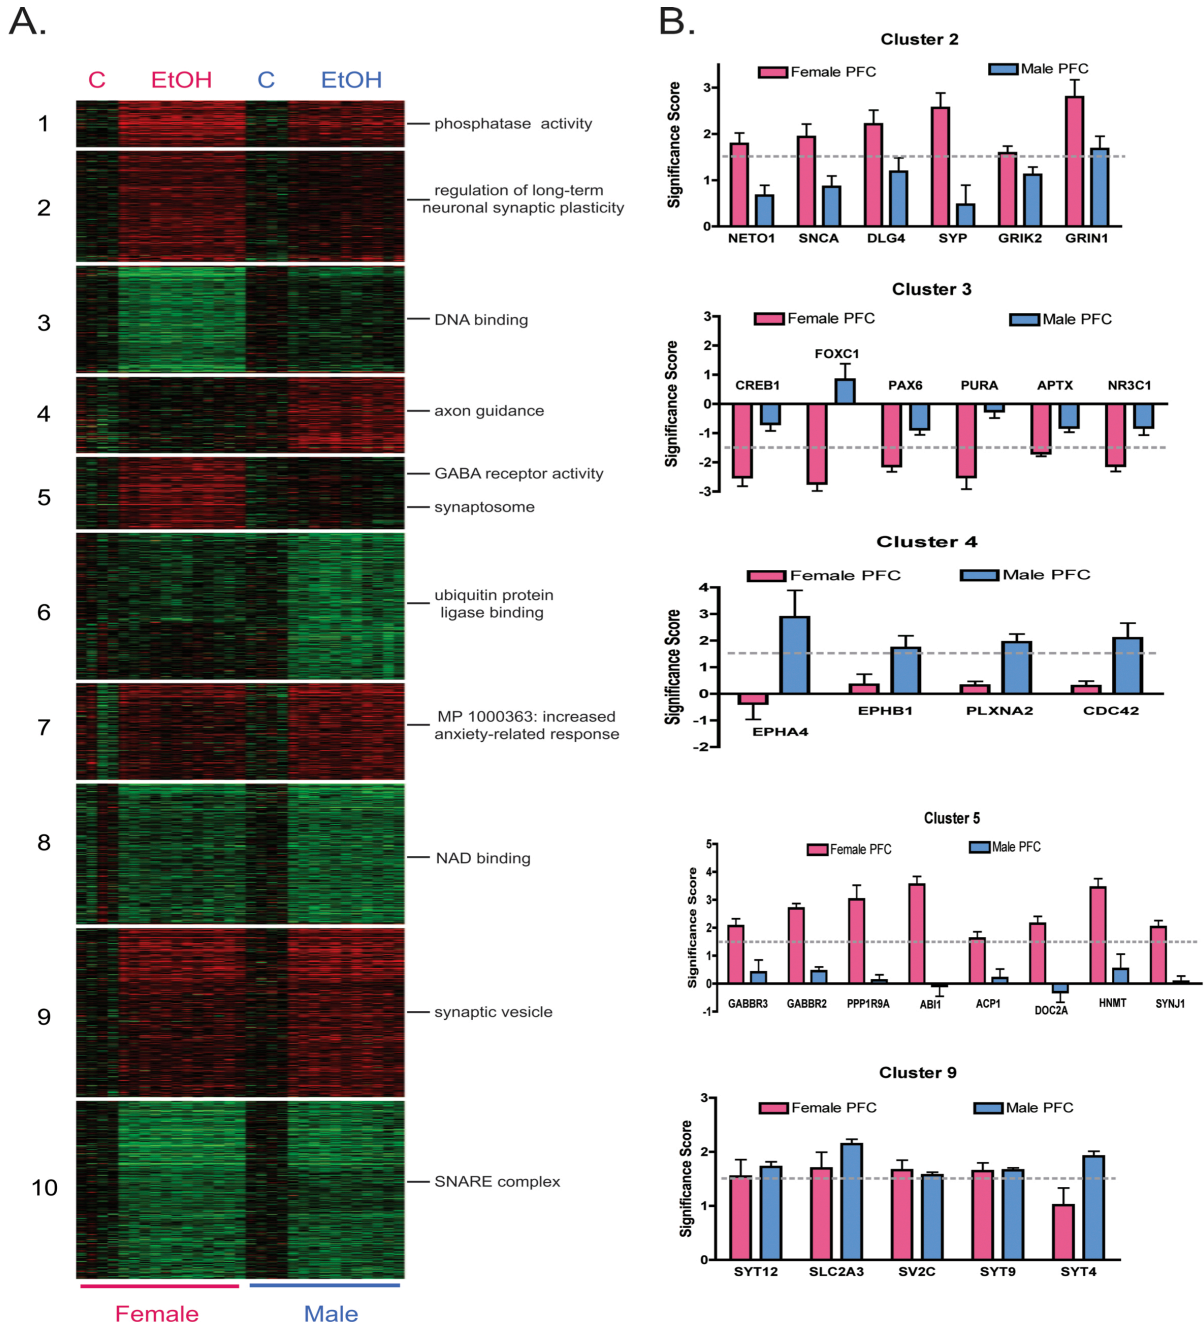 A.
C EtOH C EtOH
1
phosphatase activity
2
regulation of long-term
neuronal synaptic plasticity
3
DNA binding
4
axon guidance
5
GABA receptor activity
synaptosome
6
ubiquitin protein
ligase binding
7
MP 1000363: increased
anxiety-related response
8
NAD binding
9
synaptic vesicle
10
SNARE complex
Female Male
B.
Cluster 2
Female PFC Male PFC
Significance Score
3
2
1
0
NETO1 SNCA DLG4 SYP GRIK2 GRIN1
Cluster 3
Female PFC Male PFC
Significance Score
3
2
1
0
-1
-2
-3
CREB1 FOXC1 PAX6 PURA APTX NR3C1
Cluster 4
Female PFC Male PFC
Significance Score
4
3
2
1
0
-1
-2
EPHA4 EPHB1 PLXNA2 CDC42
Cluster 5
Female PFC Male PFC
Significance Score
5
4
3
2
1
0
-1
GABBR3 GABBR2 PPP1R9A ABI1 ACP1 DOC2A HNMT SYNJ1
Cluster 9
Female PFC Male PFC
Significance Score
3
2
1
0
SYT12 SLC2A3 SV2C SYT9 SYT4